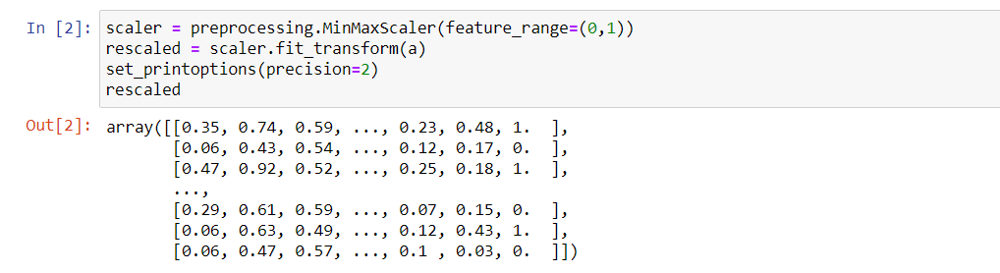 In [2]: scaler = preprocessing.MinMaxScaler(feature_range=(0,1))
rescaled = scaler.fit_transform(a)
set_printoptions(precision=2)
rescaled
Out[2]: array([[0.35, 0.74, 0.59, ..., 0.23, 0.48, 1.  ],
[0.06, 0.43, 0.54, ..., 0.12, 0.17, 0.  ],
[0.47, 0.92, 0.52, ..., 0.25, 0.18, 1.  ],
...,
[0.29, 0.61, 0.59, ..., 0.07, 0.15, 0.  ],
[0.06, 0.63, 0.49, ..., 0.12, 0.43, 1.  ],
[0.06, 0.47, 0.57, ..., 0.1 , 0.03, 0.  ]])